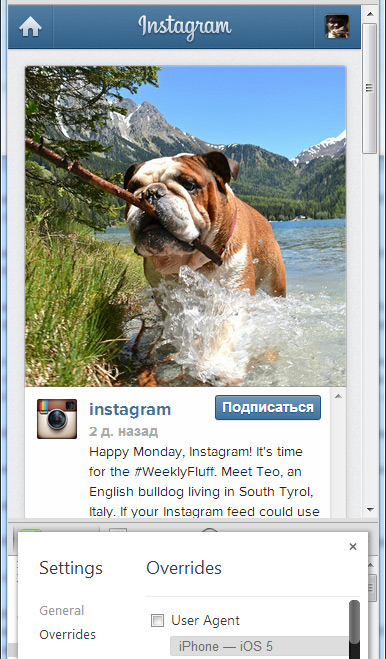 Instagram
instagram
Подписаться
2 д. назад
Happy Monday, Instagram! It's time
for the #WeeklyFluff. Meet Teo, an
English bulldog living in South Tyrol,
Italy. If your Instagram feed could use
×
Settings
Overrides
General
Overrides
User Agent
iPhone — iOS 5